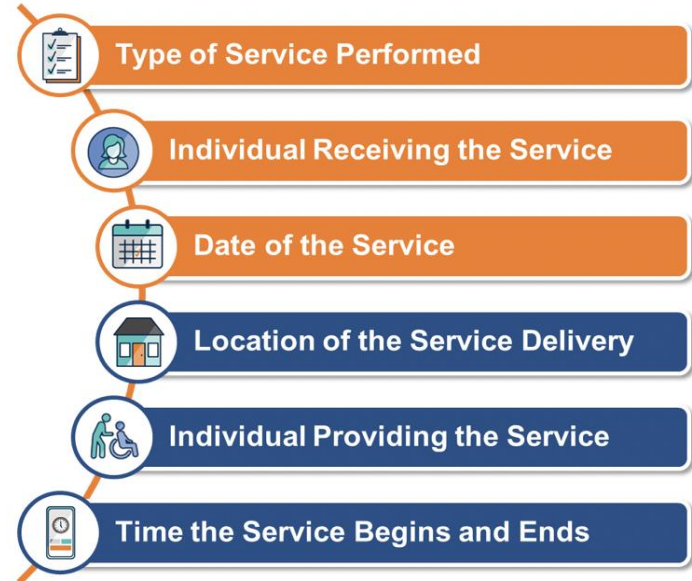 Type of Service Performed
Individual Receiving the Service
Date of the Service
Location of the Service Delivery
Individual Providing the Service
Time the Service Begins and Ends